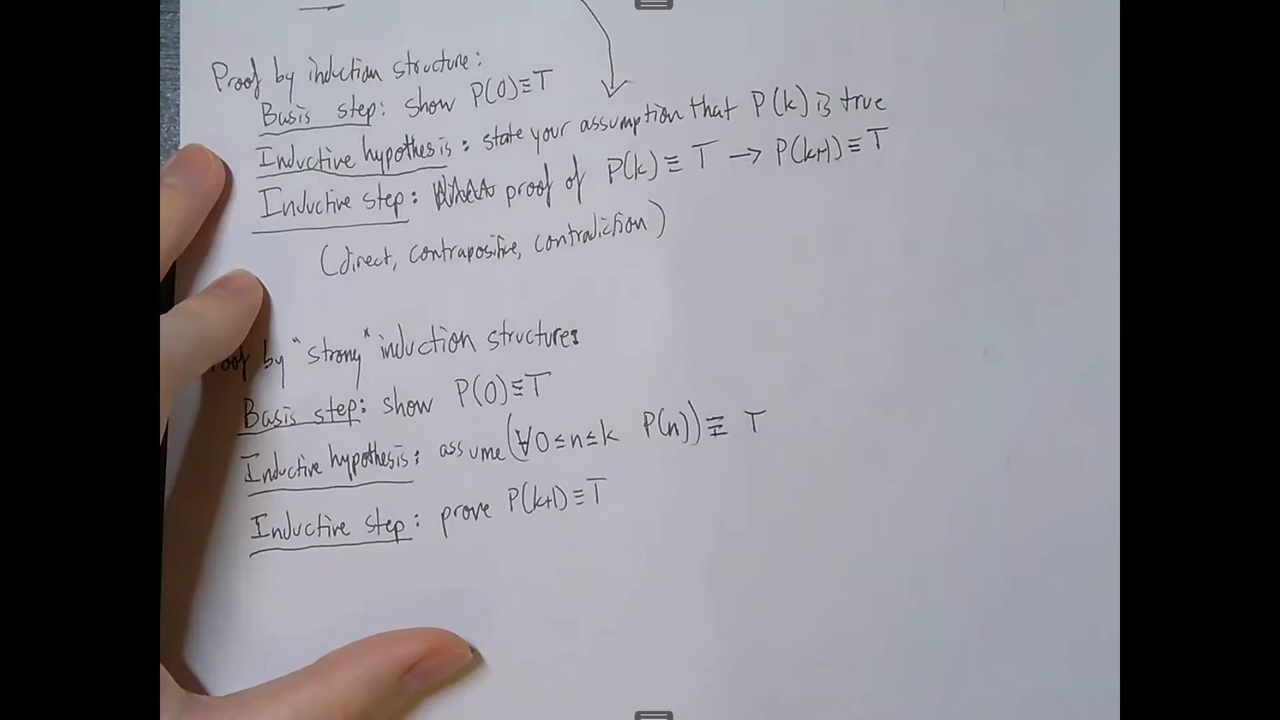 Proof by induction structure:
Basis step: show P(0)≡T
Inductive hypothesis: state your assumption that P(k) is true
Inductive step: proof of P(k)≡T → P(k+1)≡T
(direct, contrapositive, contradiction)
by "strong" induction structure:
Basis step: show P(0)≡T
Inductive hypothesis: assume (∀0≤n≤k P(n)) ≡ T
Inductive step: prove P(k+1)≡T